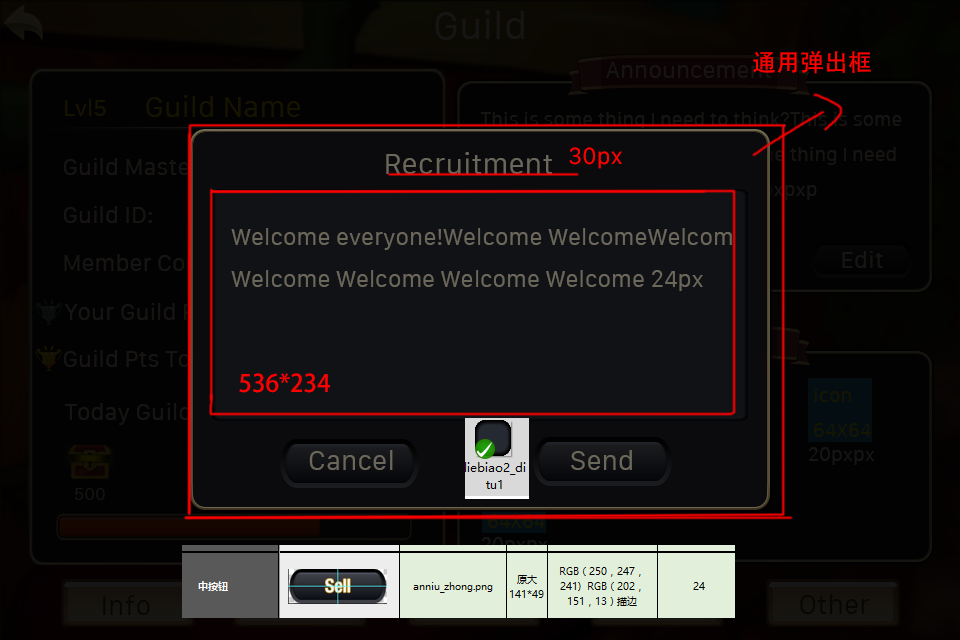 Guild
通用弹出框
Announcement
Lvl5 Guild Name
This is some thing I need to think?This is some
thing I need
pxp
Edit
Guild Maste
Guild ID:
Member Co
Your Guild
Guild Pts To
Today Guild
500
Recruitment 30px
Welcome everyone!Welcome WelcomeWelcom
Welcome Welcome Welcome Welcome 24px
536*234
Cancel
liebiao2_di
tu1
Send
icon
64X64
20pxpx
64X64
20pxpx
中按钮
Sell
anniu_zhong.png
原大
141*49
RGB（250，247，
241）RGB（202，
151，13）描边
24
Info
Other